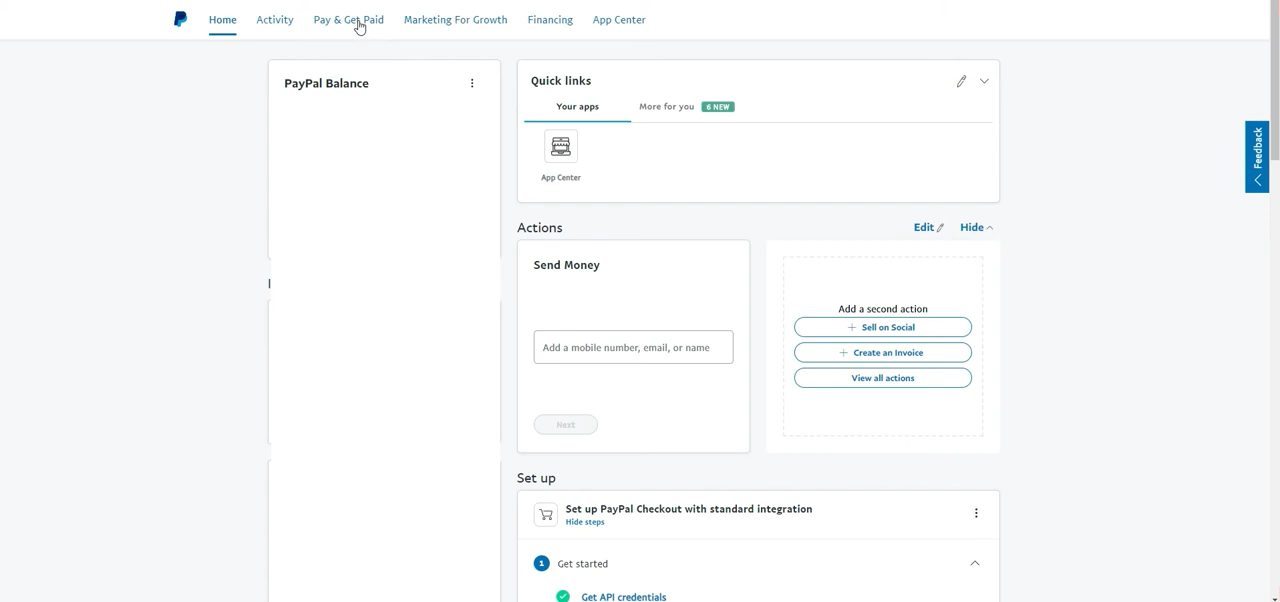 Home Activity Pay & Get Paid Marketing For Growth Financing App Center
PayPal Balance
Quick links
Your apps More for you 6 NEW
App Center
Feedback
Actions Edit Hide
Send Money
Add a mobile number, email, or name
Next
Add a second action
+ Sell on Social
+ Create an Invoice
View all actions
Set up
Set up PayPal Checkout with standard integration
Hide steps
1 Get started
Get API credentials